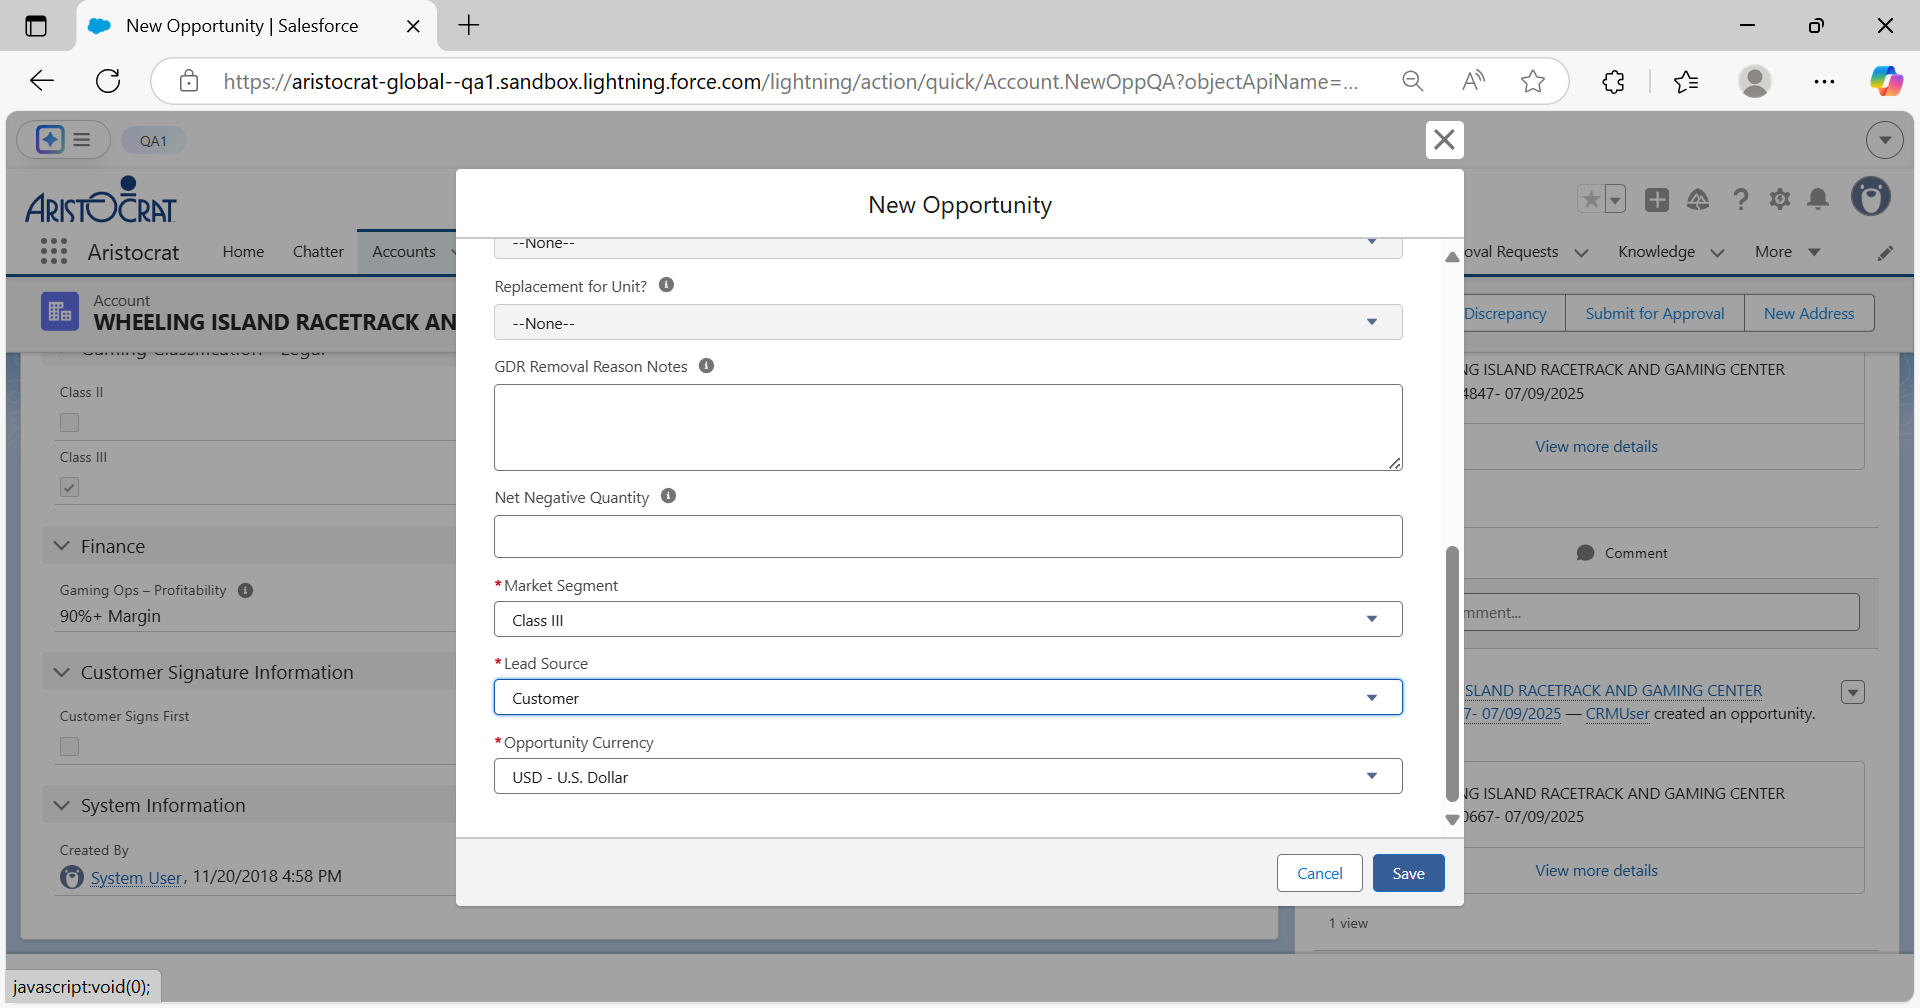 New Opportunity | Salesforce
https://aristocrat-global--qa1.sandbox.lightning.force.com/lightning/action/quick/Account.NewOppQA?objectApiName=...
QA1
ARISTOCRAT
Aristocrat
Home
Chatter
Accounts
oval Requests
Knowledge
More
Account
WHEELING ISLAND RACETRACK AN
Discrepancy
Submit for Approval
New Address
Gaming Classification - Legal
Class II
Class III
Finance
Gaming Ops – Profitability
90%+ Margin
Customer Signature Information
Customer Signs First
System Information
Created By
System User, 11/20/2018 4:58 PM
New Opportunity
--None--
Replacement for Unit?
--None--
GDR Removal Reason Notes
Net Negative Quantity
*Market Segment
Class III
*Lead Source
Customer
*Opportunity Currency
USD - U.S. Dollar
Cancel
Save
NG ISLAND RACETRACK AND GAMING CENTER
4847- 07/09/2025
View more details
Comment
mment...
SLAND RACETRACK AND GAMING CENTER
7- 07/09/2025 — CRMUser created an opportunity.
NG ISLAND RACETRACK AND GAMING CENTER
0667- 07/09/2025
View more details
1 view
javascript:void(0);